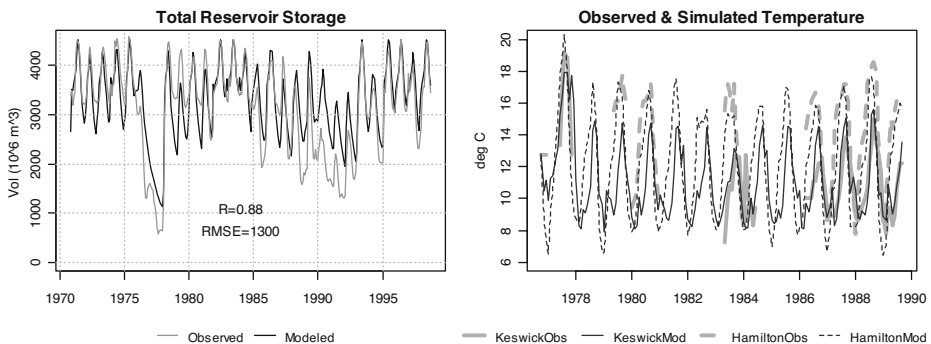 Total Reservoir Storage
Vol (10^6 m^3)
4000
3000
2000
1000
0
R=0.88
RMSE=1300
1970 1975 1980 1985 1990 1995
Observed Modeled
Observed & Simulated Temperature
deg C
20
18
16
14
12
10
8
6
1978 1980 1982 1984 1986 1988 1990
KeswickObs KeswickMod HamiltonObs HamiltonMod